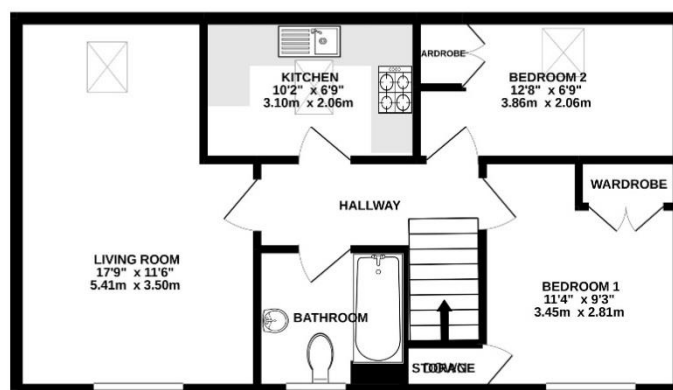 KITCHEN
10'2" x 6'9"
3.10m x 2.06m
ARDROBE
BEDROOM 2
12'8" x 6'9"
3.86m x 2.06m
WARDROBE
HALLWAY
LIVING ROOM
17'9" x 11'6"
5.41m x 3.50m
BEDROOM 1
11'4" x 9'3"
3.45m x 2.81m
BATHROOM